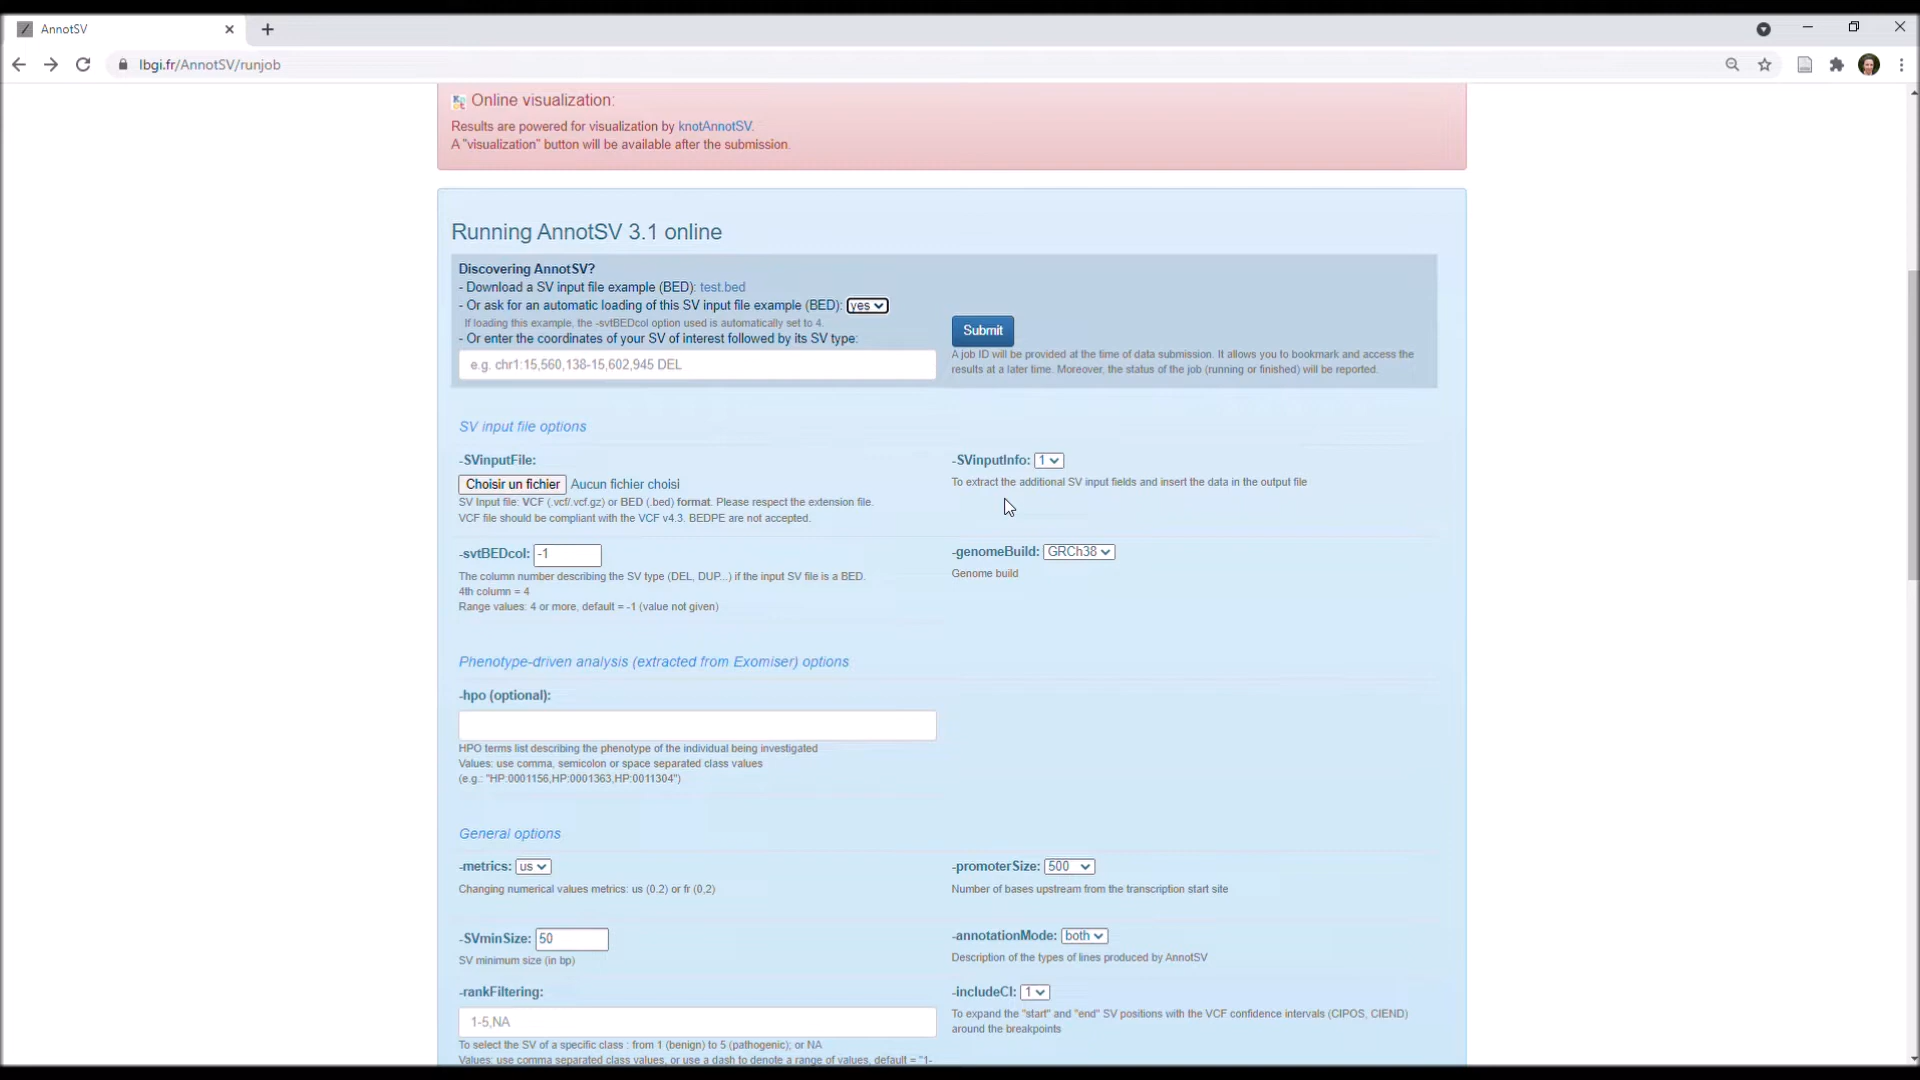 AnnotSV
lbgi.fr/AnnotSV/runjob
Online visualization:
Results are powered for visualization by knotAnnotSV.
A "visualization" button will be available after the submission.
Running AnnotSV 3.1 online
Discovering AnnotSV?
- Download a SV input file example (BED): test.bed
- Or ask for an automatic loading of this SV input file example (BED): yes
If loading this example, the -svtBEDcol option used is automatically set to 4.
- Or enter the coordinates of your SV of interest followed by its SV type:
e.g. chr1:15,560,138-15,602,945 DEL
Submit
A job ID will be provided at the time of data submission. It allows you to bookmark and access the
results at a later time. Moreover, the status of the job (running or finished) will be reported.
SV input file options
-SVinputFile:
Choisir un fichier Aucun fichier choisi
SV Input file: VCF (.vcf/.vcf.gz) or BED (.bed) format. Please respect the extension file.
VCF file should be compliant with the VCF v4.3. BEDPE are not accepted.
-SVinputInfo: 1
To extract the additional SV input fields and insert the data in the output file
-svtBEDcol: -1
The column number describing the SV type (DEL, DUP...) if the input SV file is a BED.
4th column = 4
Range values: 4 or more, default = -1 (value not given)
-genomeBuild: GRCh38
Genome build
Phenotype-driven analysis (extracted from Exomiser) options
-hpo (optional):
HPO terms list describing the phenotype of the individual being investigated
Values: use comma, semicolon or space separated class values
(e.g.: "HP:0001156,HP:0001363,HP:0011304")
General options
-metrics: us
Changing numerical values metrics: us (0.2) or fr (0,2)
-promoterSize: 500
Number of bases upstream from the transcription start site
-SVminSize: 50
SV minimum size (in bp)
-annotationMode: both
Description of the types of lines produced by AnnotSV
-rankFiltering:
1-5,NA
To select the SV of a specific class : from 1 (benign) to 5 (pathogenic); or NA
Values: use comma separated class values, or use a dash to denote a range of values, default = "1-
-includeCI: 1
To expand the "start" and "end" SV positions with the VCF confidence intervals (CIPOS, CIEND)
around the breakpoints